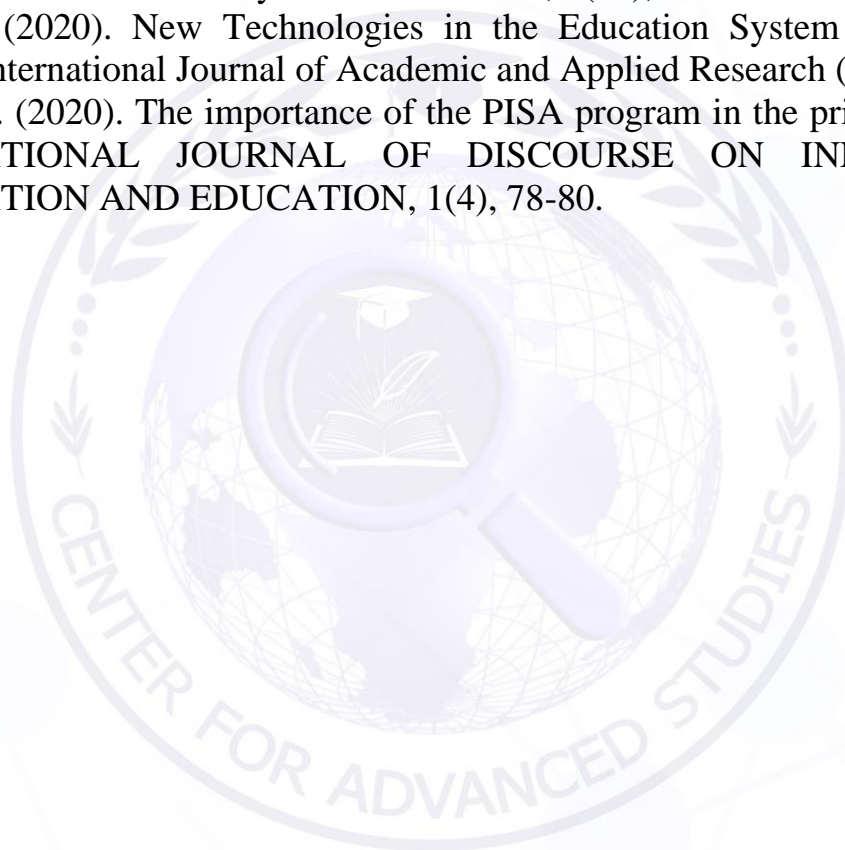 (2020). New Technologies in the Education System
nternational Journal of Academic and Applied Research (
. (2020). The importance of the PISA program in the pri
TIONAL JOURNAL OF DISCOURSE ON IN
TION AND EDUCATION, 1(4), 78-80.
CENTER FOR ADVANCED STUDIES